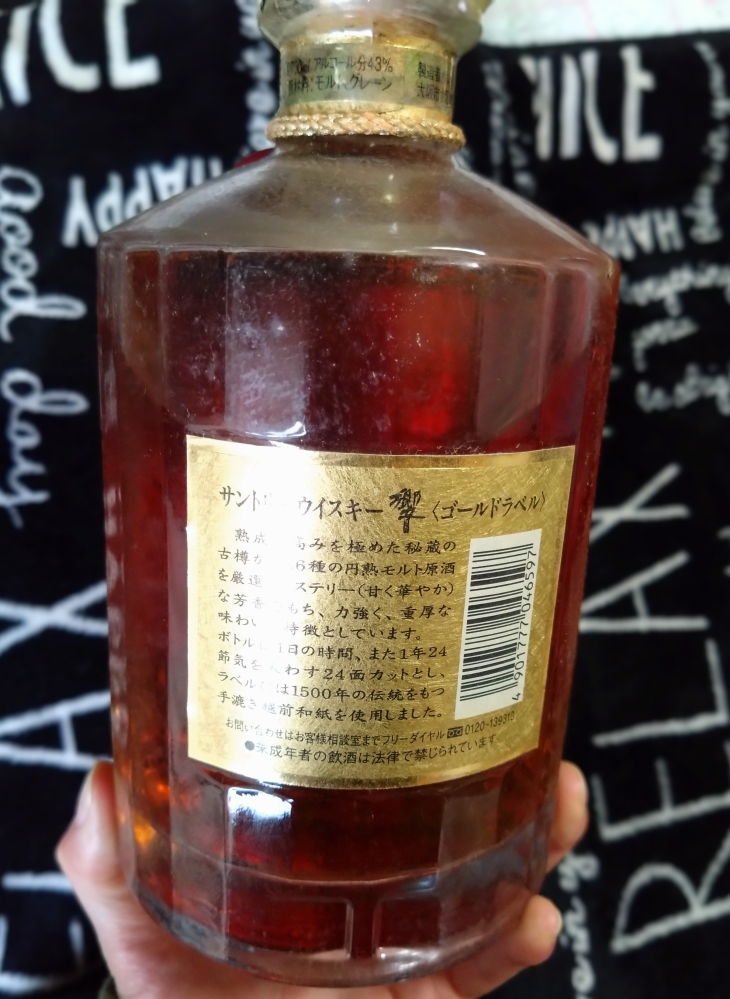 アルコール分43%
モルト、グレーン
製造者
サント ウイスキー 響〈ゴールドラベル〉
熟成 高みを極めた秘蔵の
古樽か 6種の円熟モルト原酒
を厳選 ステリー(甘く華やか)
な芳香 もち、力強く、重厚な
味わい 特徴としています。
ボトル 1日の時間、また1年24
節気を わす24面カットとし、
ラベル は1500年の伝統をもつ
手漉き越前和紙を使用しました。
お問い合わせはお客様相談室までフリーダイヤル 0120-139310
●未成年者の飲酒は法律で禁じられています
4 901777 046597
HAPPY
good day
RELAX
HAPPY